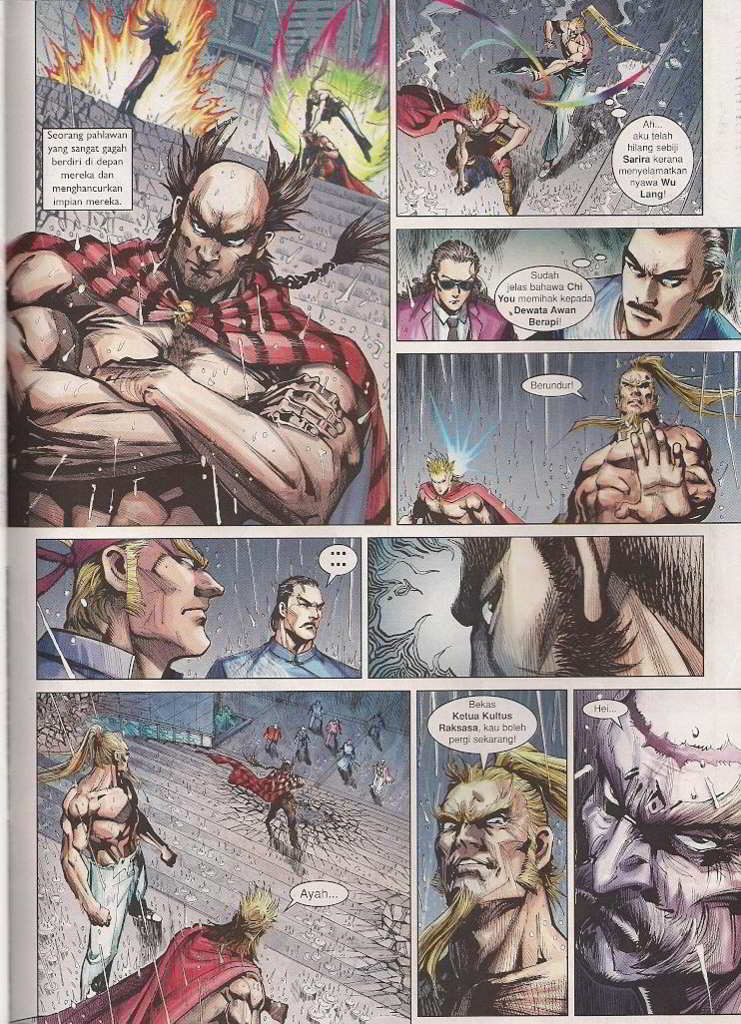 Seorang pahlawan
yang sangat gagah
berdiri di depan
mereka dan
menghancurkan
impian mereka.
Ah...
aku telah
hilang sebiji
Sarira kerana
menyelamatkan
nyawa Wu
Lang!
Sudah
jelas bahawa Chi
You memihak kepada
Dewata Awan
Berapi!
Berundur!
... ...
Ayah...
Bekas
Ketua Kultus
Raksasa, kau boleh
pergi sekarang!
Hei...